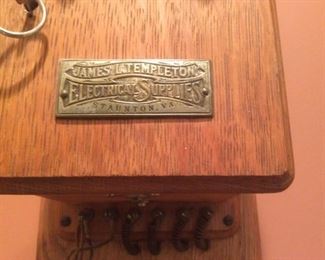 JAMES L. TEMPLETON
ELECTRICAL SUPPLIES
STAUNTON, VA.